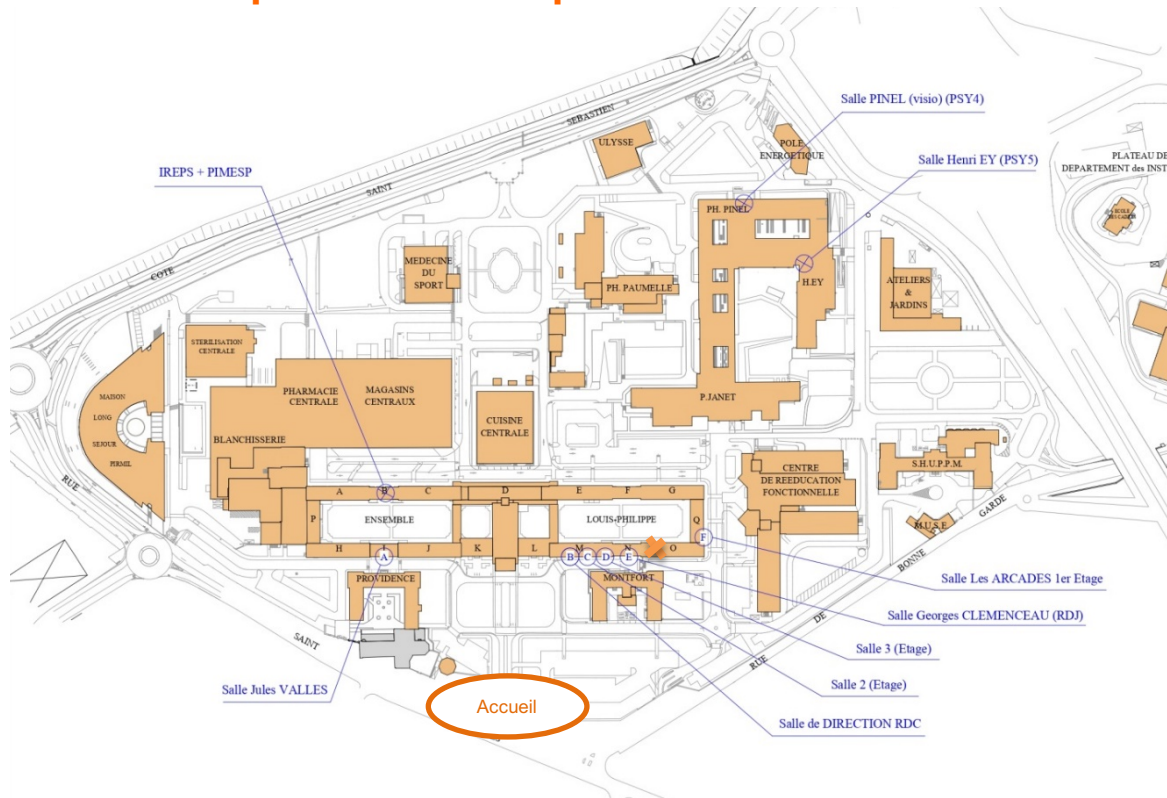 SEBASTIEN
SAINT
COTE
Salle PINEL (visio) (PSY4)
ULYSSE
POLE
ENERGETIQUE
Salle Henri EY (PSY5)
PLATEAU DE
DEPARTEMENT des INST
ECOLE
DES CADRES
IREPS + PIMESP
PH. PINEL
MEDECINE
DU
SPORT
H.EY
PH. PAUMELLE
ATELIERS
&
JARDINS
STERILISATION
CENTRALE
PHARMACIE
CENTRALE
MAGASINS
CENTRAUX
P.JANET
MAISON
LONG
SEJOUR
PIRMIL
CUISINE
CENTRALE
BLANCHISSERIE
RUE
CENTRE
DE REEDUCATION
FONCTIONNELLE
S.H.U.P.P.M.
A B C D E F G
P ENSEMBLE LOUIS-PHILIPPE Q
M.U.S.E
GARDE
BONNE
DE
RUE
F
H J K L M N O
A B C D E
PROVIDENCE
MONTFORT
Salle Les ARCADES 1er Etage
Salle Georges CLEMENCEAU (RDJ)
SAINT
Salle 3 (Etage)
Salle 2 (Etage)
Salle Jules VALLES
Accueil
Salle de DIRECTION RDC